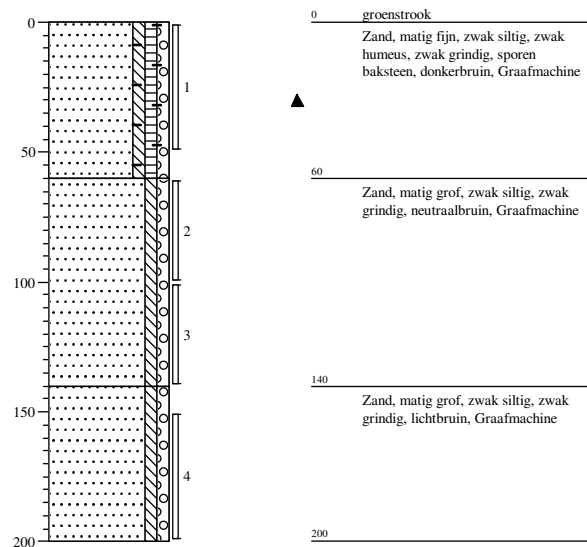 0
50
100
150
200
1
2
3
4
0
groenstrook
Zand, matig fijn, zwak siltig, zwak
humeus, zwak grindig, sporen
baksteen, donkerbruin, Graafmachine
60
Zand, matig grof, zwak siltig, zwak
grindig, neutraalbruin, Graafmachine
140
Zand, matig grof, zwak siltig, zwak
grindig, lichtbruin, Graafmachine
200